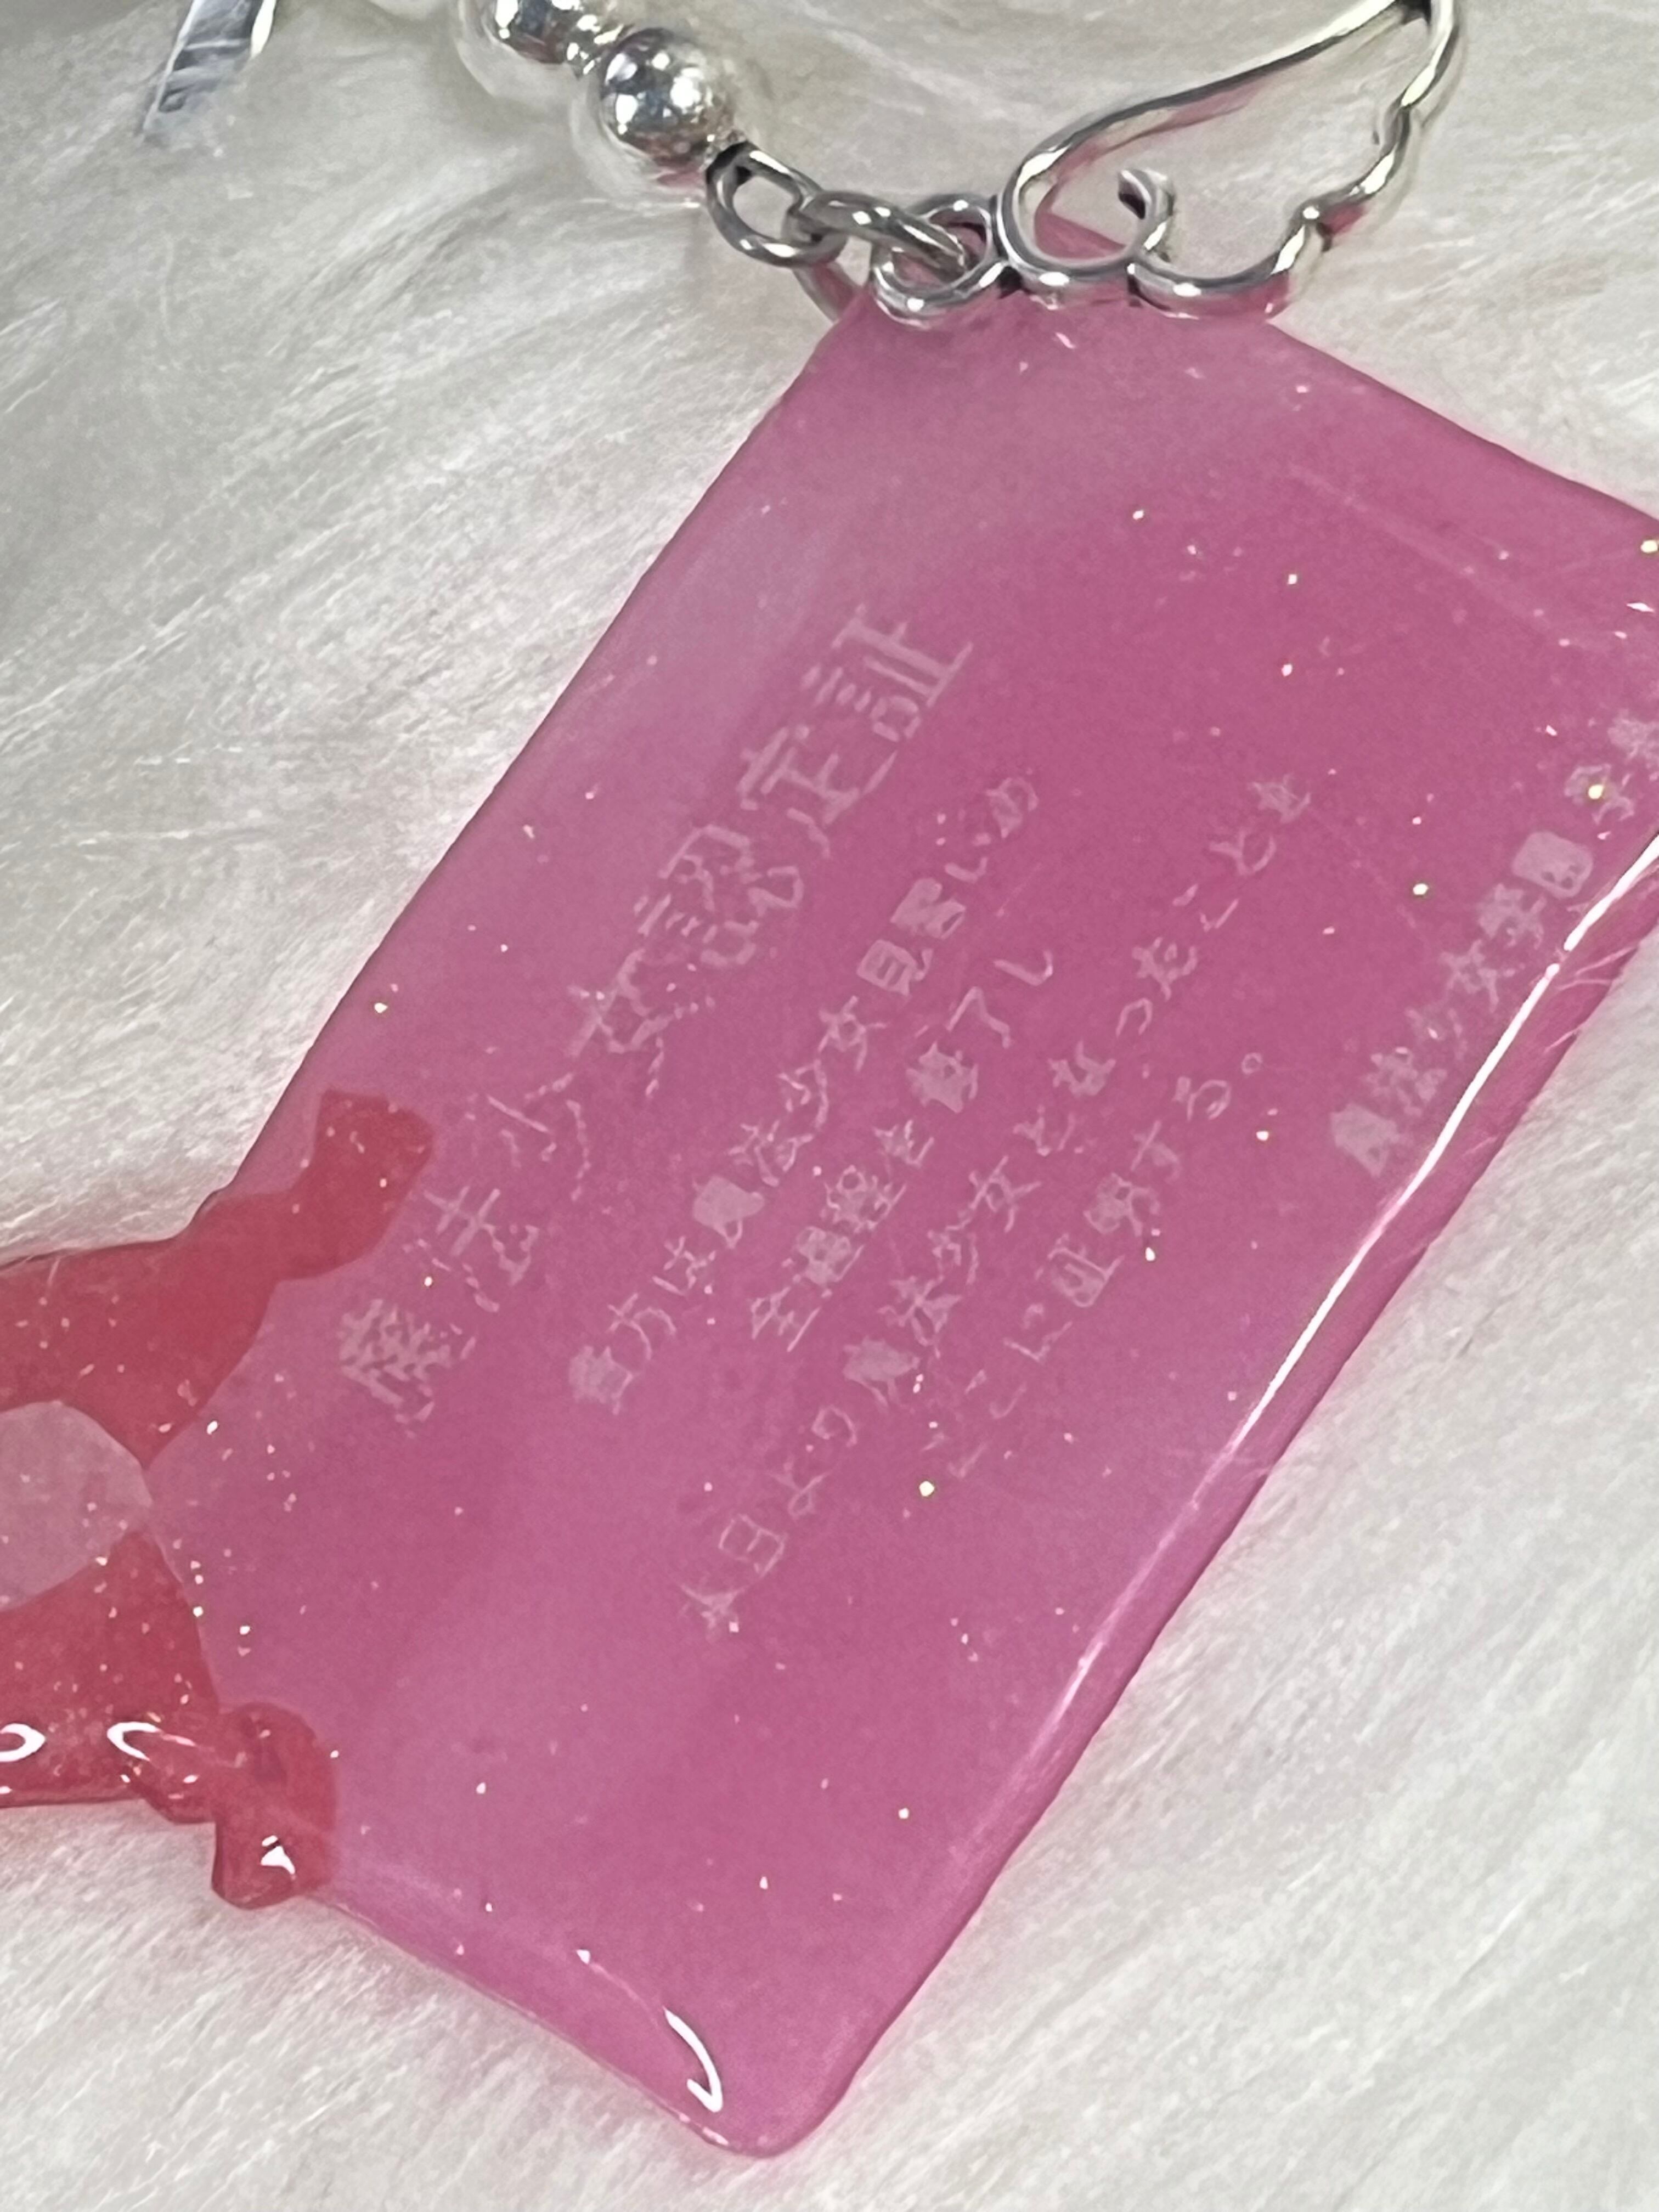 魔法少女認定証
貴方は魔法少女見習いの
全課程を修了し
本日より魔法少女となったことを
ここに証明する。
魔法少女学園